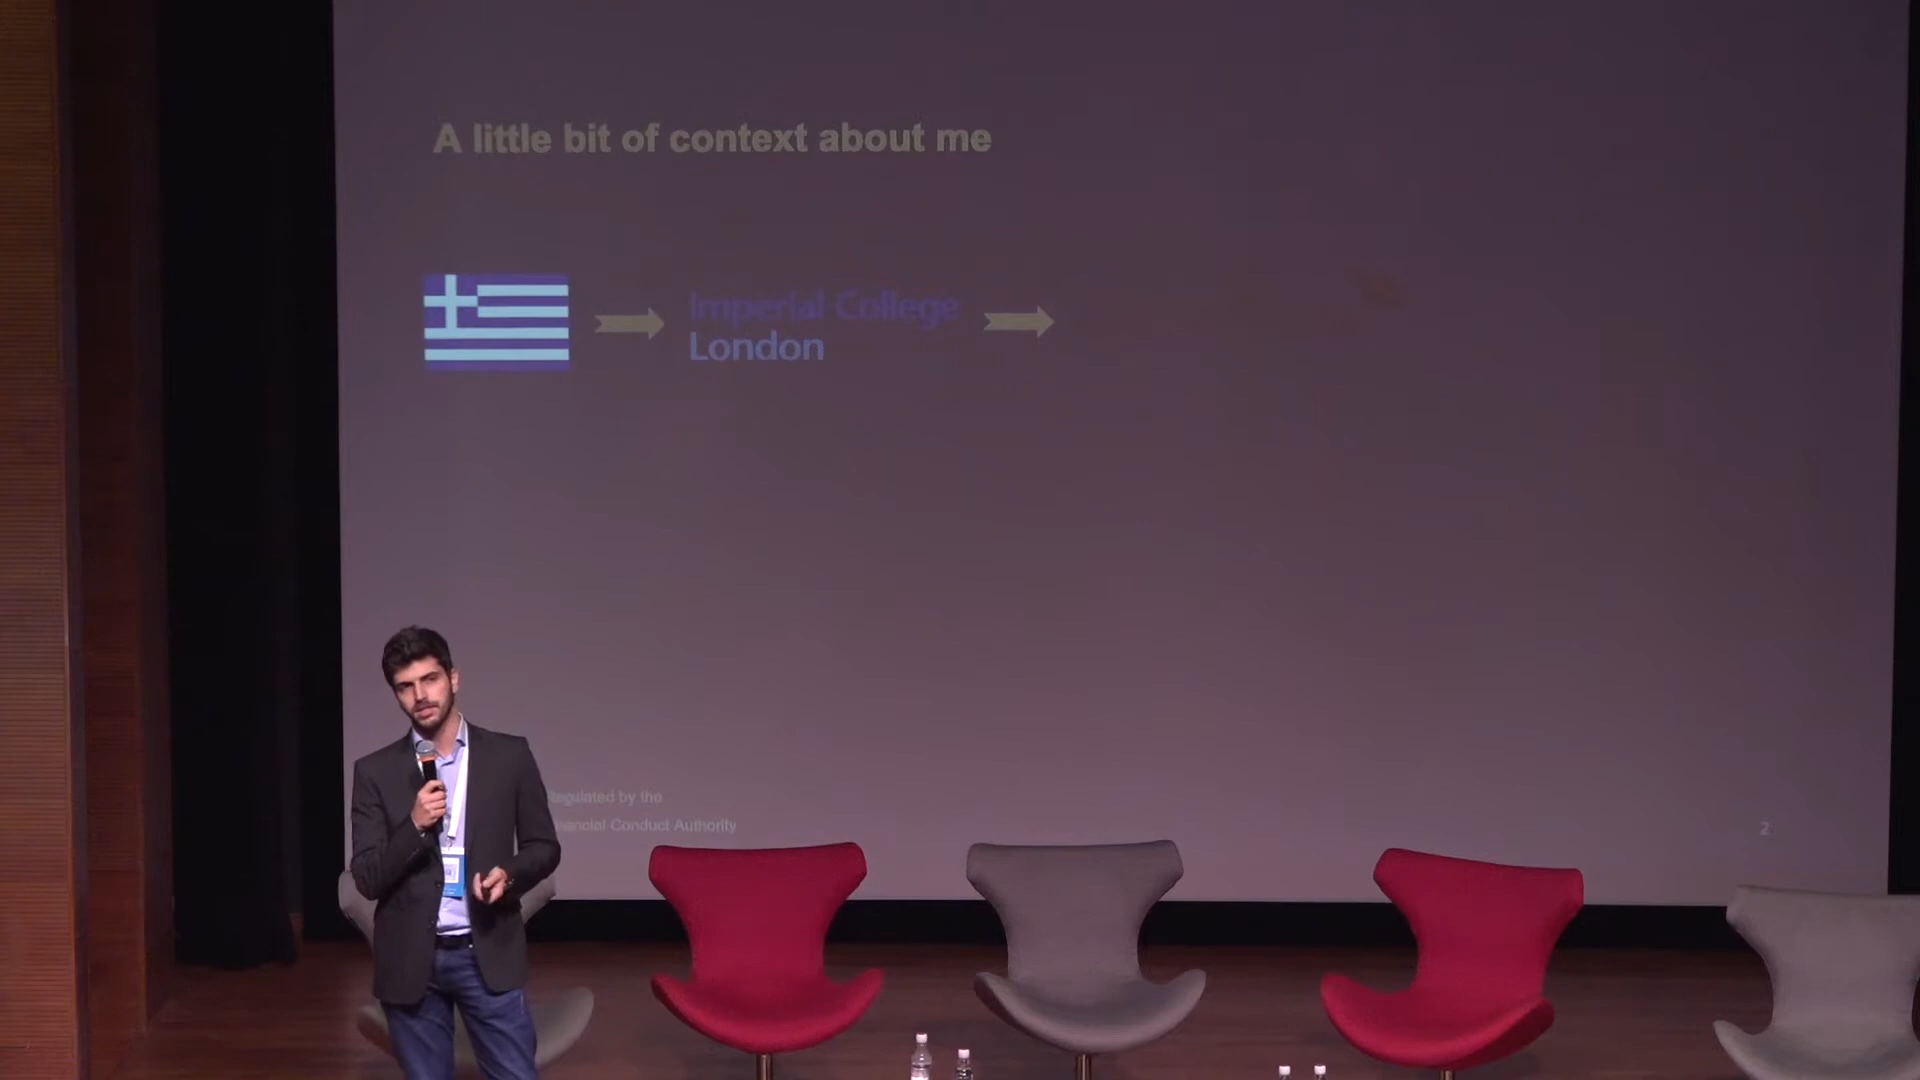 A little bit of context about me
Imperial College
London
Regulated by the
Financial Conduct Authority
2